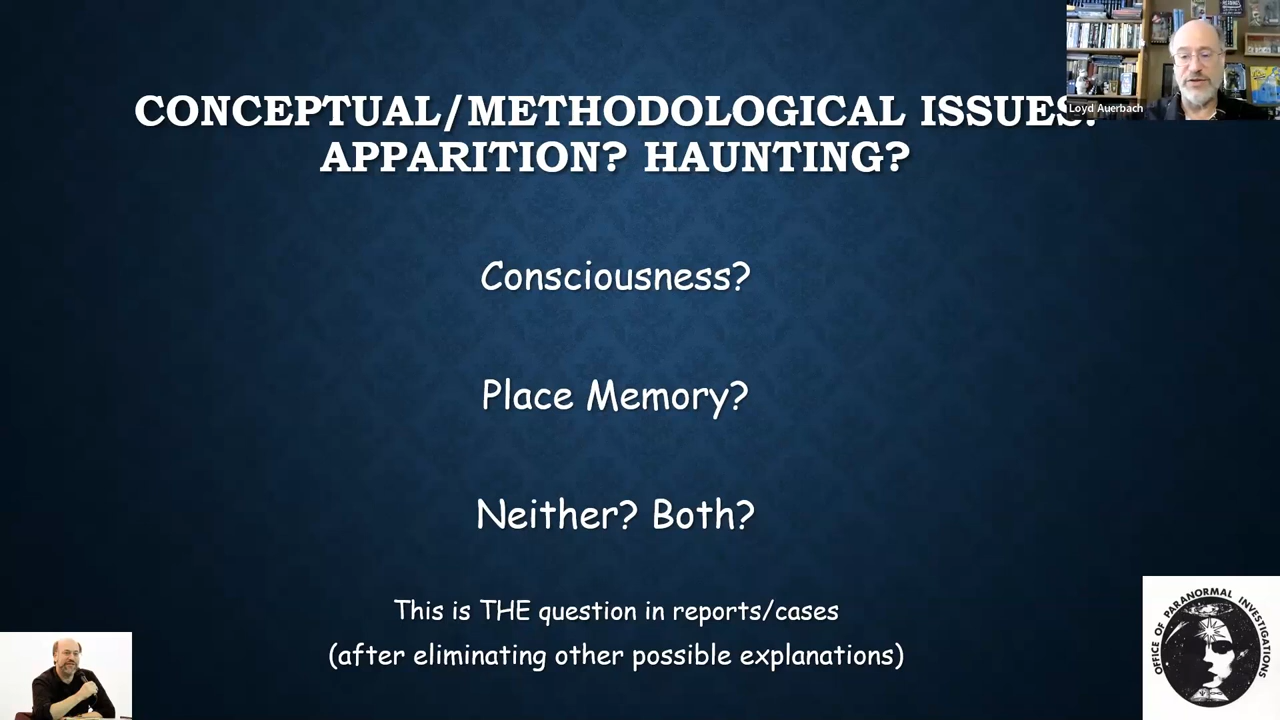 CONCEPTUAL/METHODOLOGICAL ISSUES:
APPARITION? HAUNTING?
Loyd Auerbach
Consciousness?
Place Memory?
Neither? Both?
This is THE question in reports/cases
(after eliminating other possible explanations)
OFFICE OF PARANORMAL INVESTIGATIONS